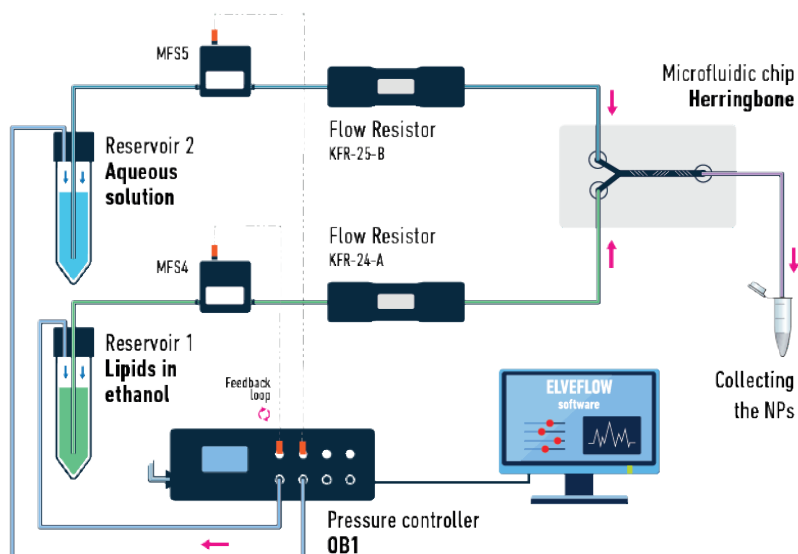 MFS5
Flow Resistor
KFR-25-B
Microfluidic chip
Herringbone
Reservoir 2
Aqueous
solution
MFS4
Flow Resistor
KFR-24-A
Reservoir 1
Lipids in
ethanol
Feedback
loop
ELVEFLOW
software
Collecting
the NPs
Pressure controller
OB1